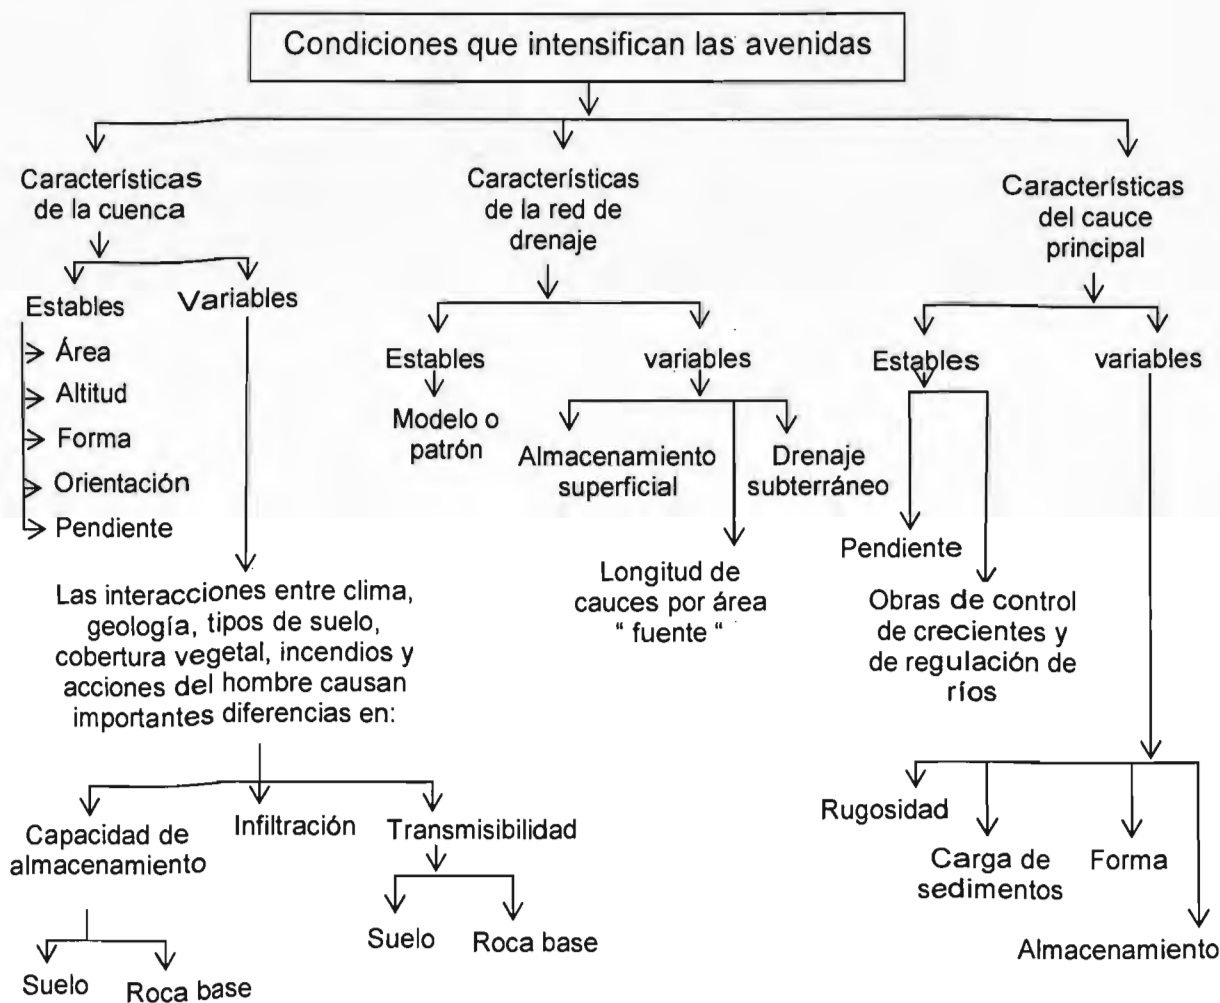 Condiciones que intensifican las avenidas
Características
de la cuenca
Estables
Área
Altitud
Forma
Orientación
Pendiente
Variables
Las interacciones entre clima,
geología, tipos de suelo,
cobertura vegetal, incendios y
acciones del hombre causan
importantes diferencias en:
Capacidad de
almacenamiento
Suelo
Roca base
Infiltración
Transmisibilidad
Suelo
Roca base
Características
de la red de
drenaje
Estables
Modelo o
patrón
variables
Almacenamiento
superficial
Longitud de
cauces por área
“ fuente “
Drenaje
subterráneo
Características
del cauce
principal
Estables
Pendiente
Obras de control
de crecientes y
de regulación de
ríos
variables
Rugosidad
Carga de
sedimentos
Forma
Almacenamiento